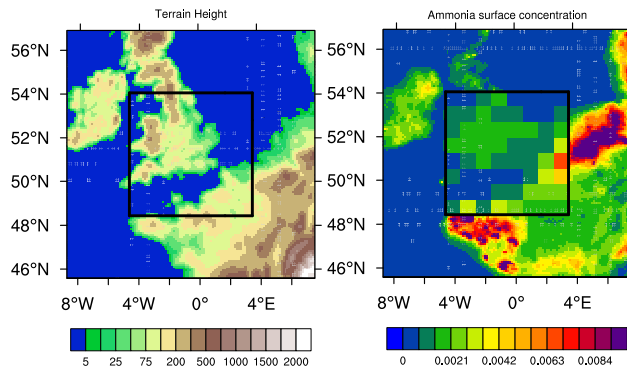 Terrain Height
Ammonia surface concentration
56°N
54°N
52°N
50°N
48°N
46°N
8°W
4°W
0°
4°E
56°N
54°N
52°N
50°N
48°N
46°N
8°W
4°W
0°
4°E
5 25 75 200 500 1000 1500 2000
0 0.0021 0.0042 0.0063 0.0084